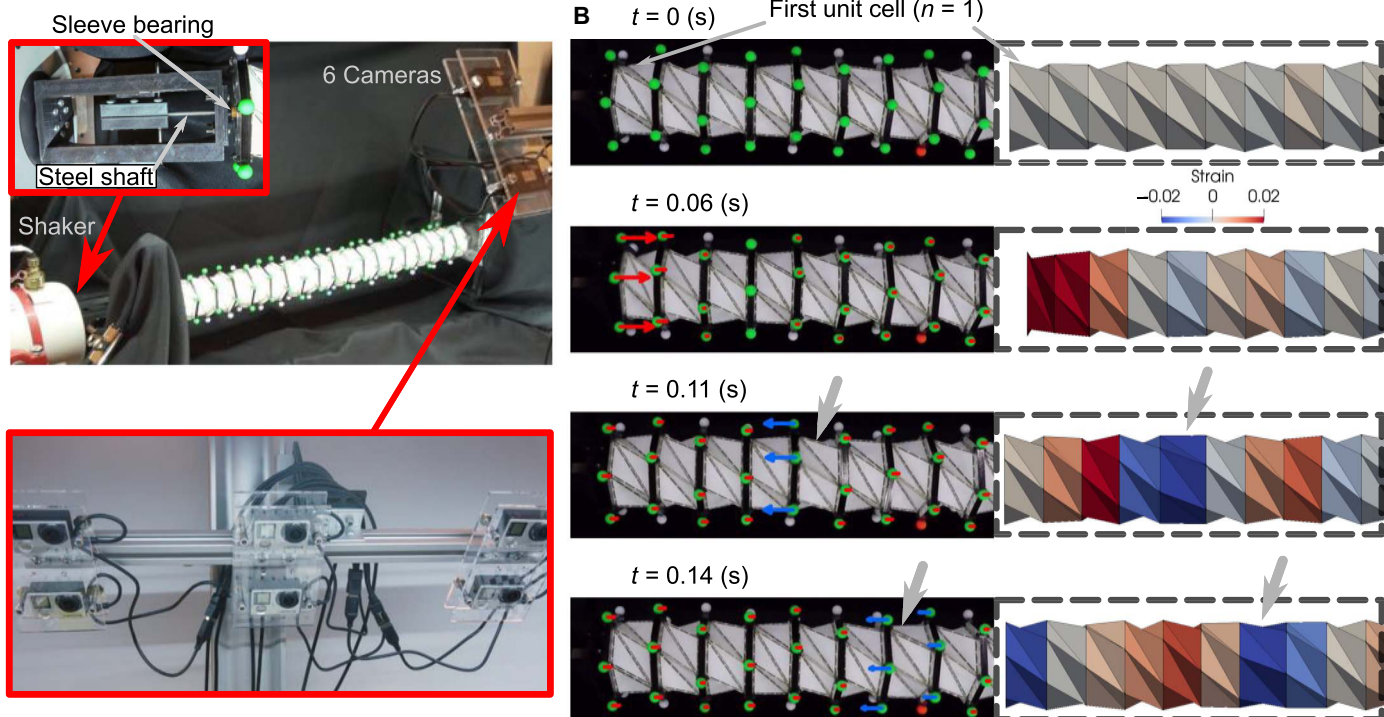 Sleeve bearing
6 Cameras
Steel shaft
Shaker
B
t = 0 (s)
First unit cell (n = 1)
Strain
−0.02 0 0.02
t = 0.06 (s)
t = 0.11 (s)
t = 0.14 (s)